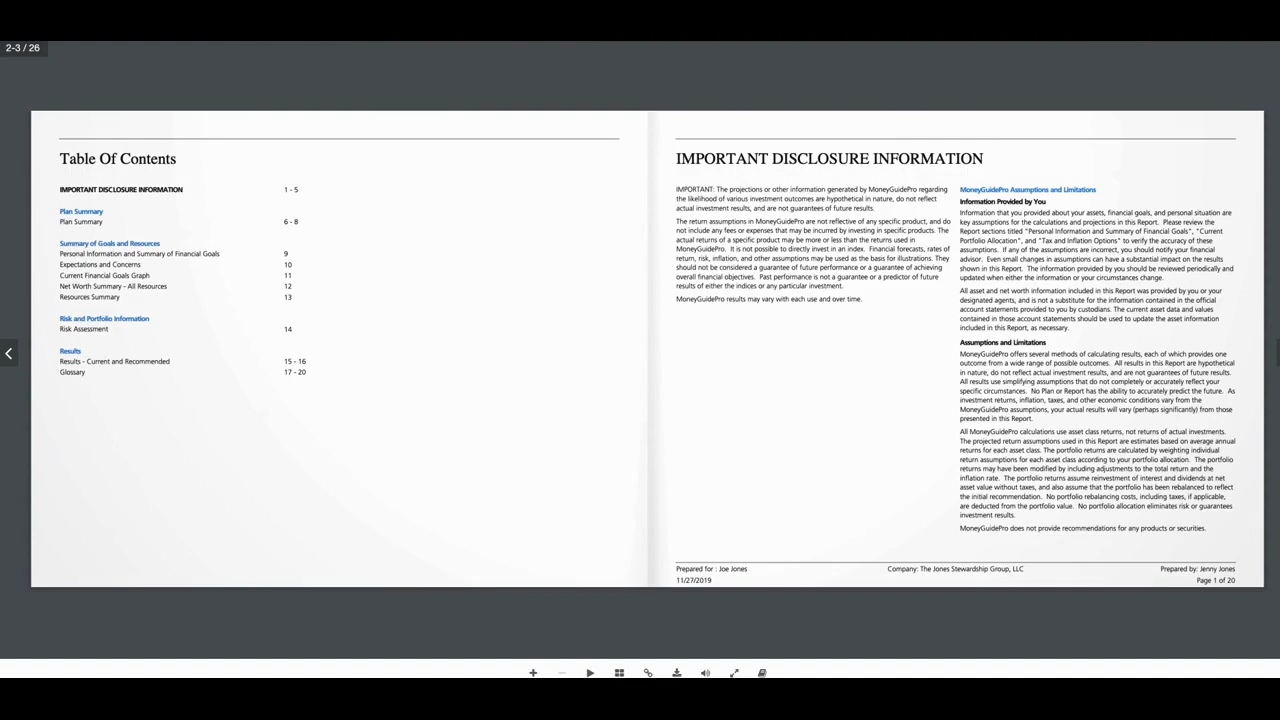 2-3 / 26
Table Of Contents
IMPORTANT DISCLOSURE INFORMATION 1 - 5
Plan Summary
Plan Summary 6 - 8
Summary of Goals and Resources
Personal Information and Summary of Financial Goals 9
Expectations and Concerns 10
Current Financial Goals Graph 11
Net Worth Summary - All Resources 12
Resources Summary 13
Risk and Portfolio Information
Risk Assessment 14
Results
Results - Current and Recommended 15 - 16
Glossary 17 - 20
IMPORTANT DISCLOSURE INFORMATION
IMPORTANT: The projections or other information generated by MoneyGuidePro regarding
the likelihood of various investment outcomes are hypothetical in nature, do not reflect
actual investment results, and are not guarantees of future results.
The return assumptions in MoneyGuidePro are not reflective of any specific product, and do
not include any fees or expenses that may be incurred by investing in specific products. The
actual returns of a specific product may be more or less than the returns used in
MoneyGuidePro. It is not possible to directly invest in an index. Financial forecasts, rates of
return, risk, inflation, and other assumptions may be used as the basis for illustrations. They
should not be considered a guarantee of future performance or a guarantee of achieving
overall financial objectives. Past performance is not a guarantee or a predictor of future
results of either the indices or any particular investment.
MoneyGuidePro results may vary with each use and over time.
MoneyGuidePro Assumptions and Limitations
Information Provided by You
Information that you provided about your assets, financial goals, and personal situation are
key assumptions for the calculations and projections in this Report. Please review the
Report sections titled "Personal Information and Summary of Financial Goals", "Current
Portfolio Allocation", and "Tax and Inflation Options" to verify the accuracy of these
assumptions. If any of the assumptions are incorrect, you should notify your financial
advisor. Even small changes in assumptions can have a substantial impact on the results
shown in this Report. The information provided by you should be reviewed periodically and
updated when either the information or your circumstances change.
All asset and net worth information included in this Report was provided by you or your
designated agents, and is not a substitute for the information contained in the official
account statements provided to you by custodians. The current asset data and values
contained in those account statements should be used to update the asset information
included in this Report, as necessary.
Assumptions and Limitations
MoneyGuidePro offers several methods of calculating results, each of which provides one
outcome from a wide range of possible outcomes. All results in this Report are hypothetical
in nature, do not reflect actual investment results, and are not guarantees of future results.
All results use simplifying assumptions that do not completely or accurately reflect your
specific circumstances. No Plan or Report has the ability to accurately predict the future. As
investment returns, inflation, taxes, and other economic conditions vary from the
MoneyGuidePro assumptions, your actual results will vary (perhaps significantly) from those
presented in this Report.
All MoneyGuidePro calculations use asset class returns, not returns of actual investments.
The projected return assumptions used in this Report are estimates based on average annual
returns for each asset class. The portfolio returns are calculated by weighting individual
return assumptions for each asset class according to your portfolio allocation. The portfolio
returns may have been modified by including adjustments to the total return and the
inflation rate. The portfolio returns assume reinvestment of interest and dividends at net
asset value without taxes, and also assume that the portfolio has been rebalanced to reflect
the initial recommendation. No portfolio rebalancing costs, including taxes, if applicable,
are deducted from the portfolio value. No portfolio allocation eliminates risk or guarantees
investment results.
MoneyGuidePro does not provide recommendations for any products or securities.
Prepared for : Joe Jones Company: The Jones Stewardship Group, LLC Prepared by: Jenny Jones
11/27/2019 Page 1 of 20